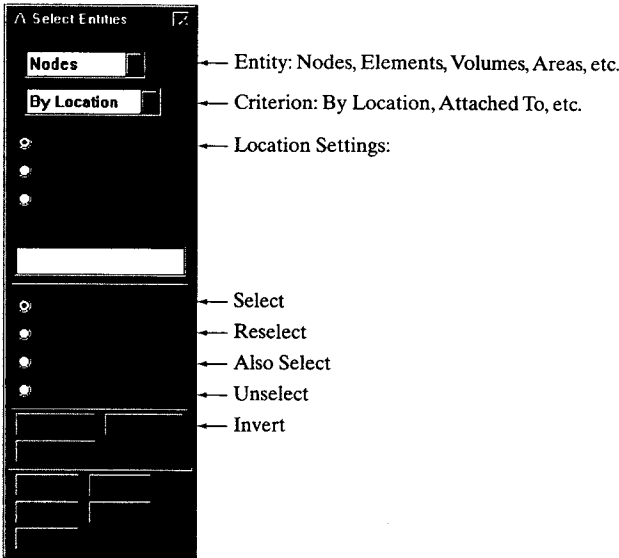 Select Entities
Nodes
Entity: Nodes, Elements, Volumes, Areas, etc.
By Location
Criterion: By Location, Attached To, etc.
Location Settings:
Select
Reselect
Also Select
Unselect
Invert